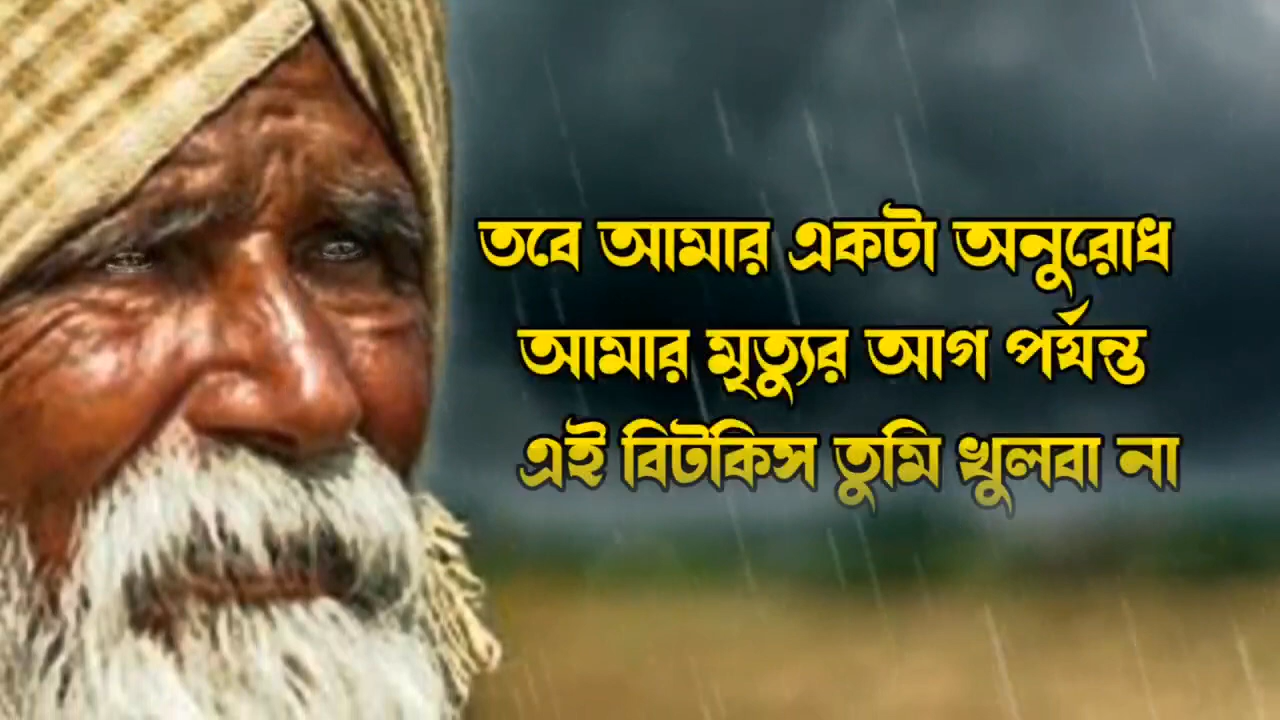 তবে আমার একটা অনুরোধ
আমার মৃত্যুর আগ পর্যন্ত
এই বিটকিস তুমি খুলবা না